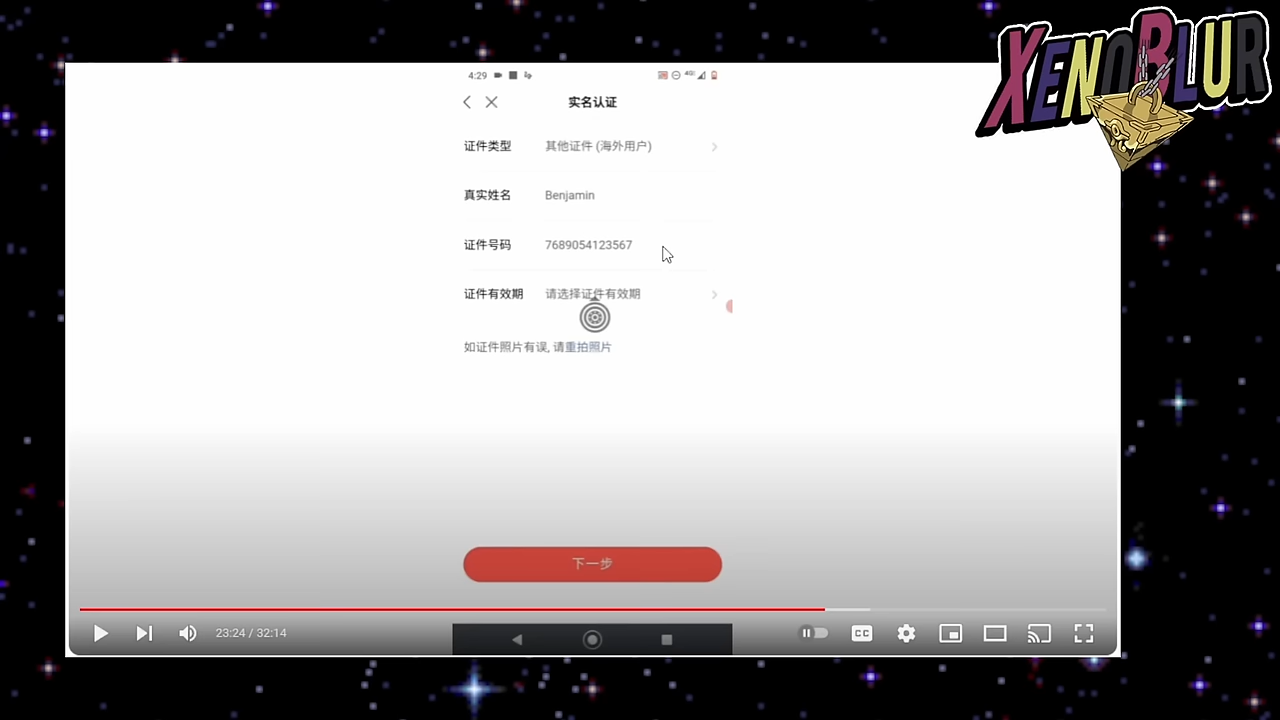 XENOBLUR
4:29
实名认证
证件类型 其他证件 (海外用户)
真实姓名 Benjamin
证件号码 7689054123567
证件有效期 请选择证件有效期
如证件照片有误, 请重拍照片
下一步
23:24 / 32:14
CC